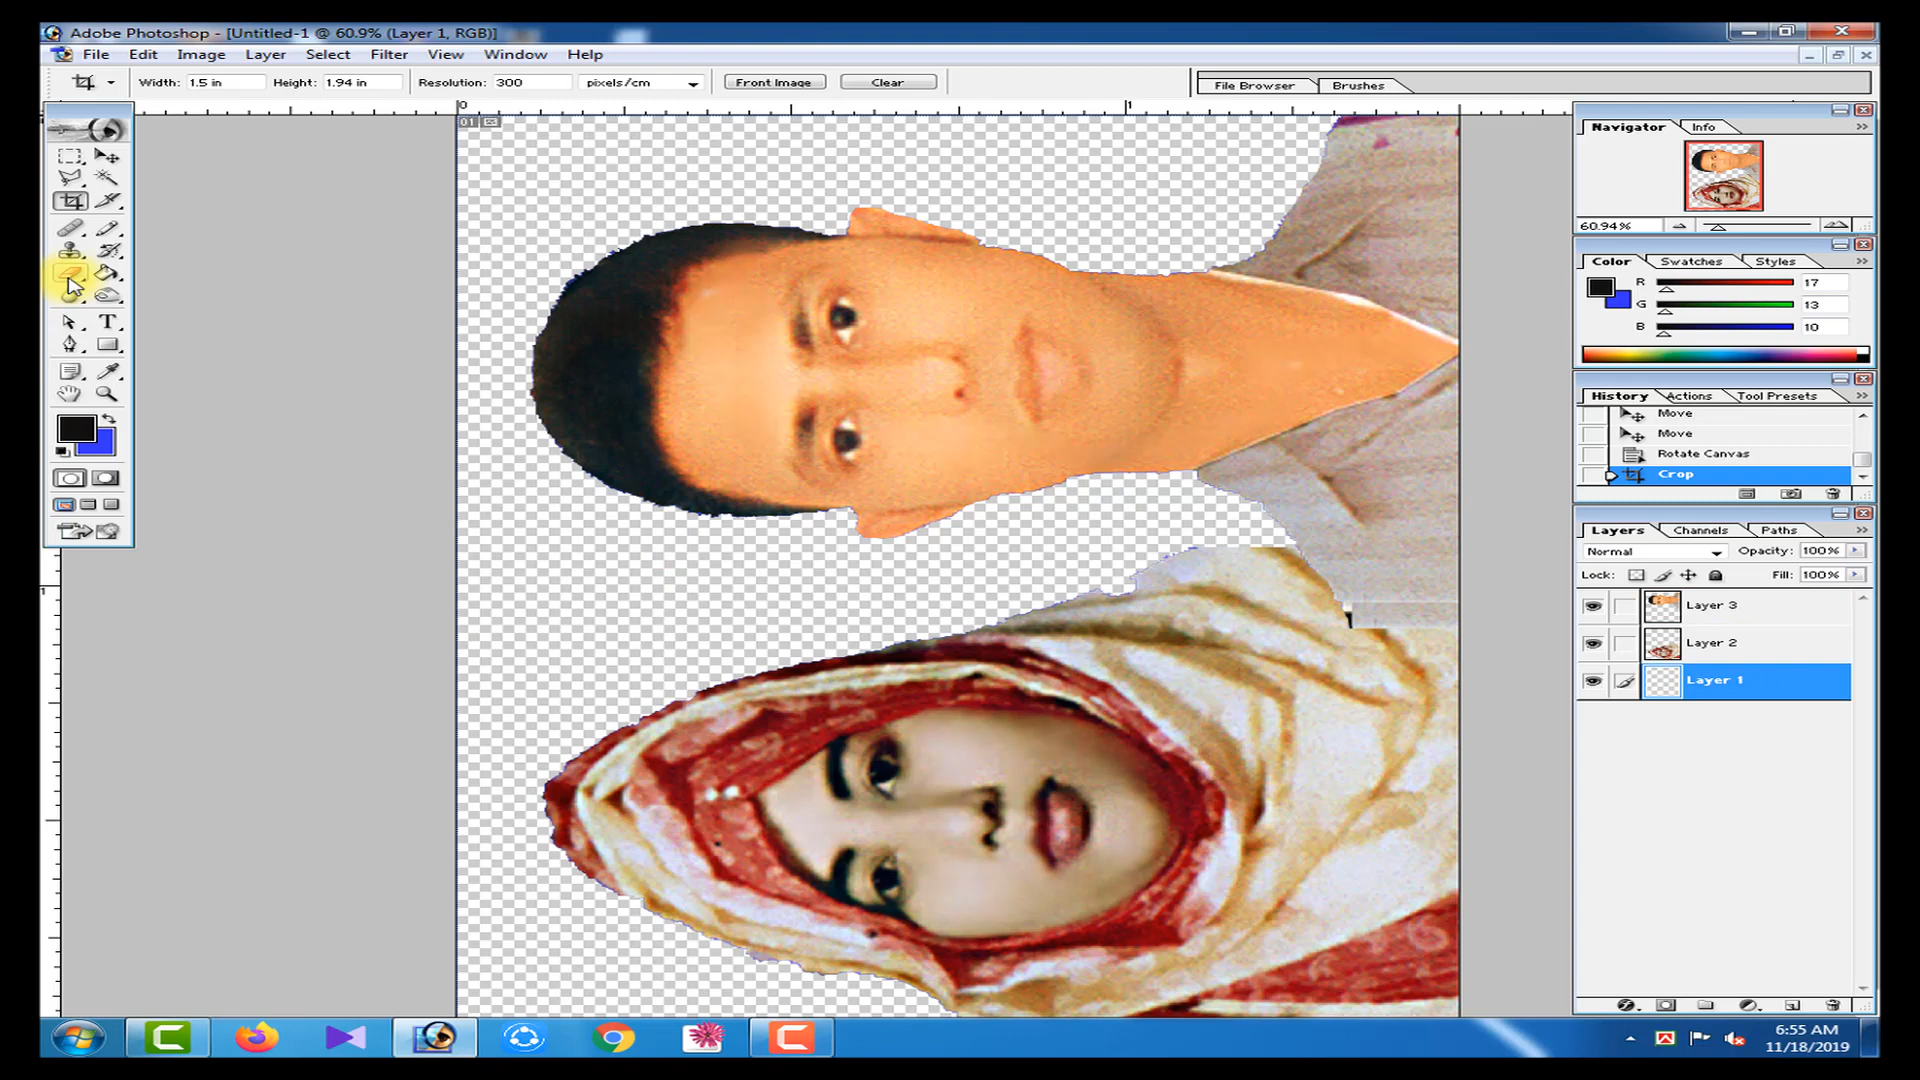 Adobe Photoshop - [Untitled-1 @ 60.9% (Layer 1, RGB)]
File Edit Image Layer Select Filter View Window Help
Width: 1.5 in Height: 1.94 in Resolution: 300 pixels/cm Front Image Clear File Browser Brushes
0 1
01
Navigator Info
60.94%
Color Swatches Styles
R 17
G 13
B 10
T
History Actions Tool Presets
Move
Move
Rotate Canvas
Crop
Layers Channels Paths
Normal Opacity: 100%
Lock: Fill: 100%
1
Layer 3
Layer 2
Layer 1
6:55 AM
11/18/2019